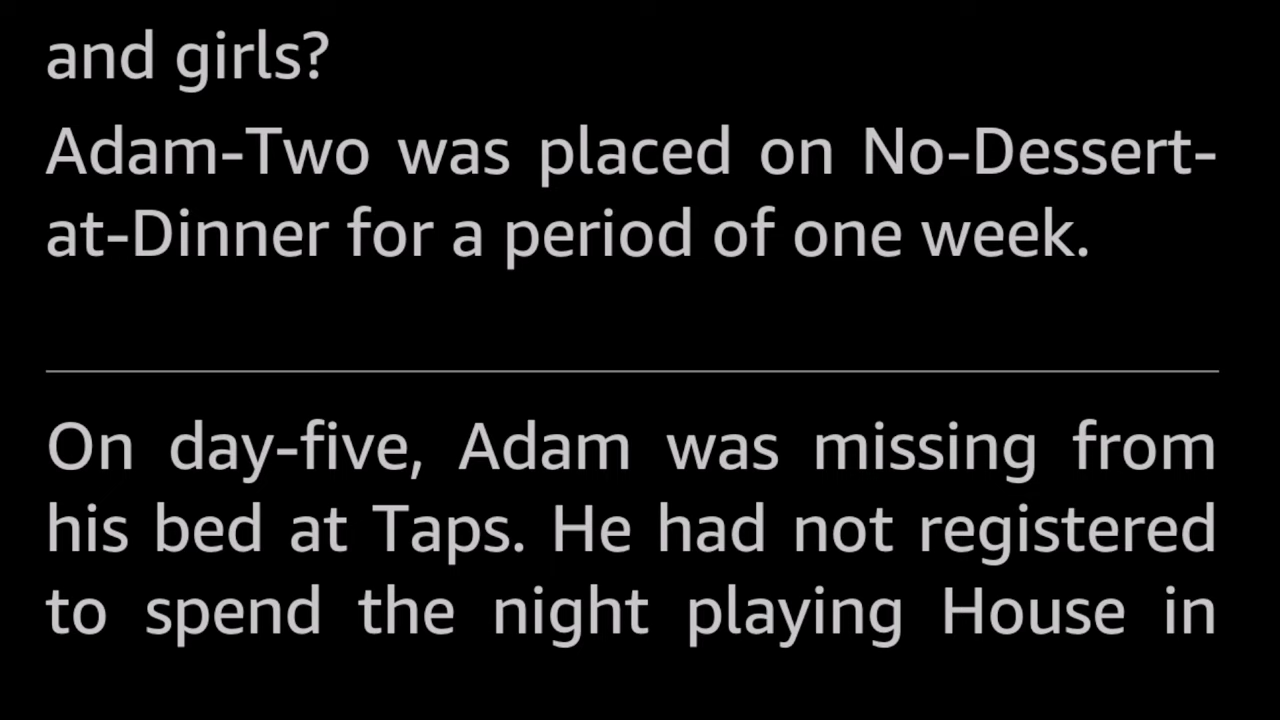 and girls?
Adam-Two was placed on No-Dessert-
at-Dinner for a period of one week.
On day-five, Adam was missing from
his bed at Taps. He had not registered
to spend the night playing House in